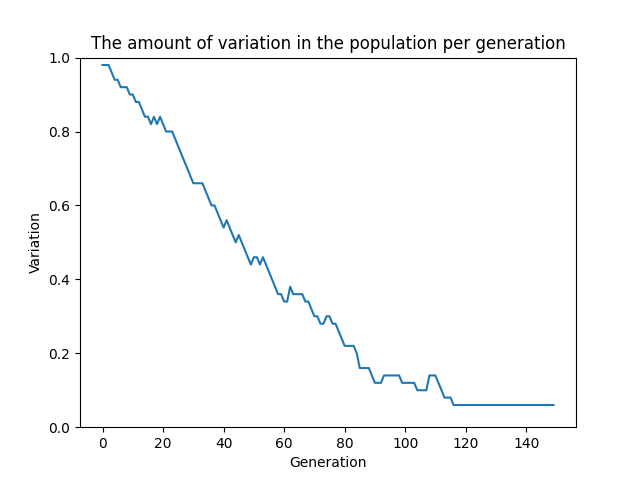 The amount of variation in the population per generation
1.0
0.8
0.6
0.4
0.2
0.0
Variation
0 20 40 60 80 100 120 140
Generation